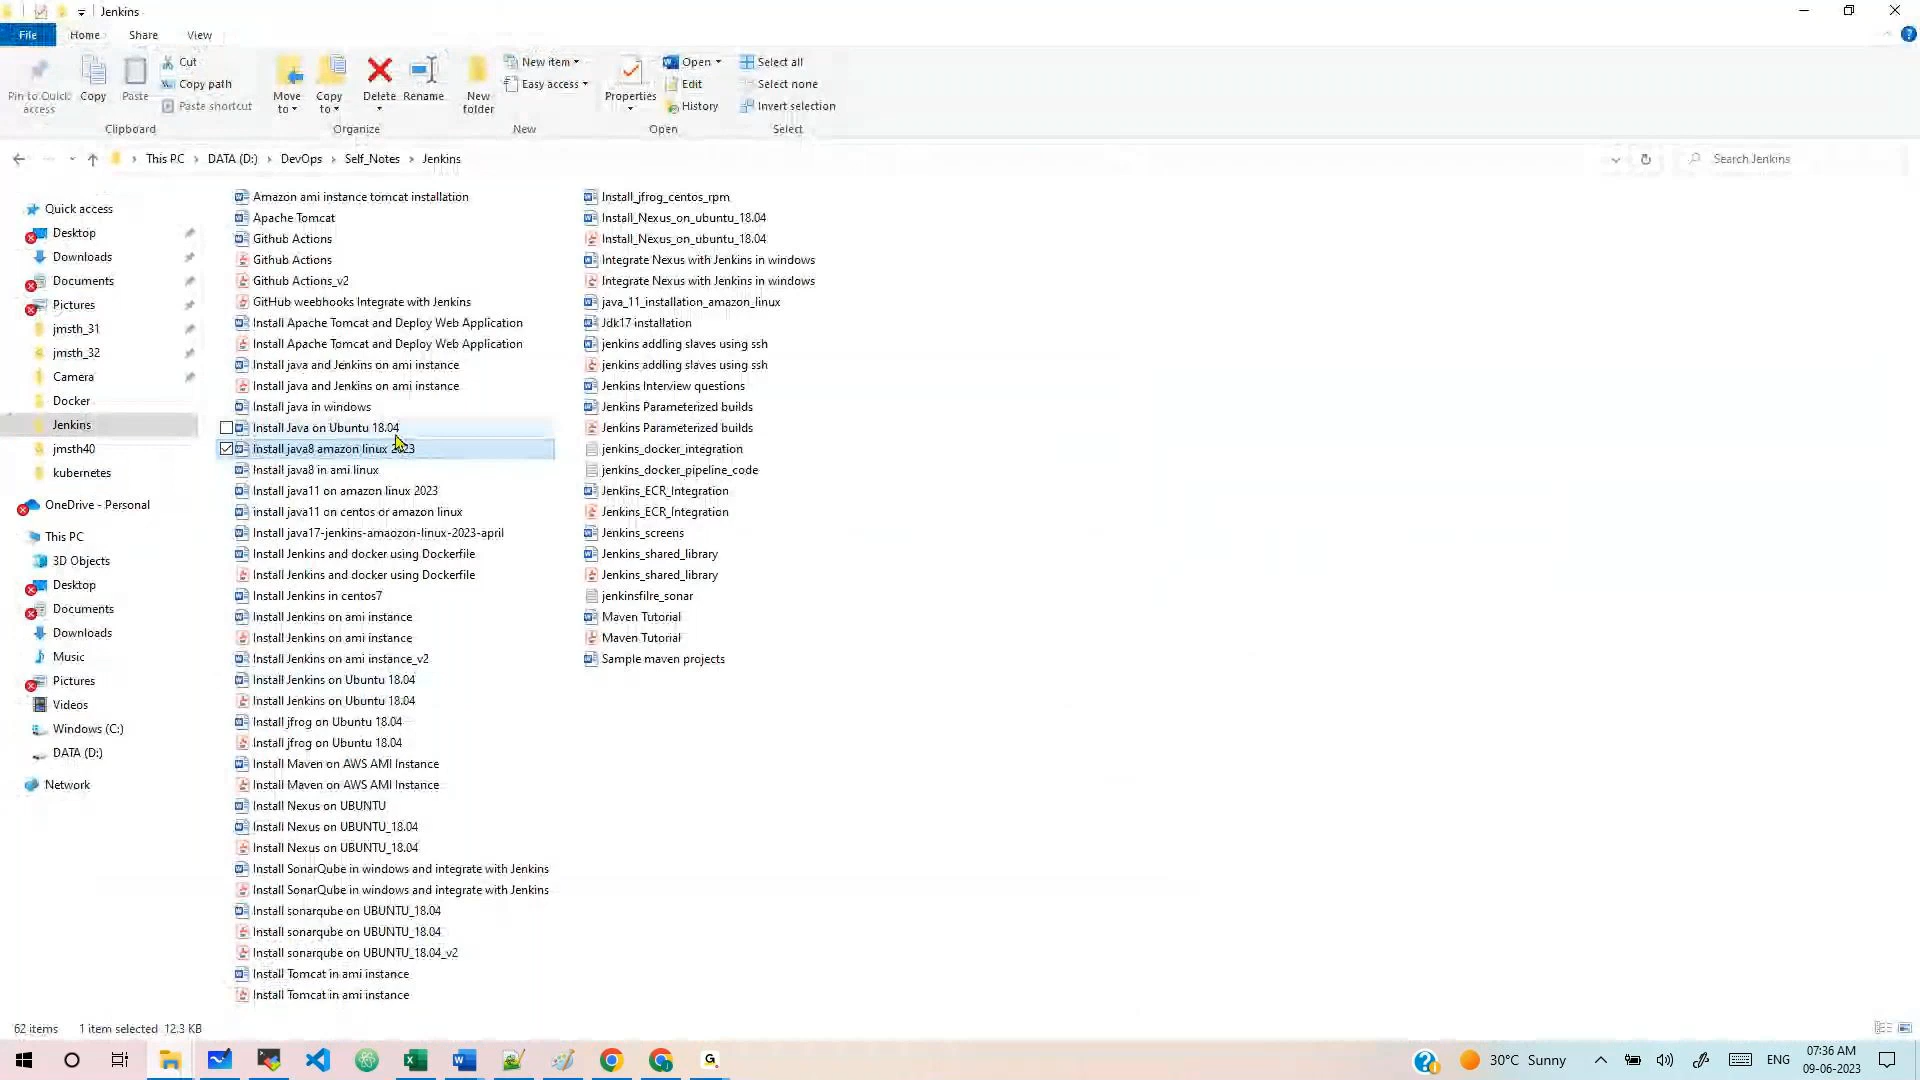 Jenkins
File Home Share View
Pin to Quick access
Copy
Paste
Cut
Copy path
Paste shortcut
Clipboard
Move to
Copy to
Delete
Rename
Organize
New folder
New item
Easy access
New
Properties
Open
Edit
History
Open
Select all
Select none
Invert selection
Select
This PC > DATA (D:) > DevOps > Self_Notes > Jenkins
Search Jenkins
Quick access
Desktop
Downloads
Documents
Pictures
jmsth_31
jmsth_32
Camera
Docker
Jenkins
jmsth40
kubernetes
OneDrive - Personal
This PC
3D Objects
Desktop
Documents
Downloads
Music
Pictures
Videos
Windows (C:)
DATA (D:)
Network
Amazon ami instance tomcat installation
Apache Tomcat
Github Actions
Github Actions
Github Actions_v2
GitHub weebhooks Integrate with Jenkins
Install Apache Tomcat and Deploy Web Application
Install Apache Tomcat and Deploy Web Application
Install java and Jenkins on ami instance
Install java and Jenkins on ami instance
Install java in windows
Install Java on Ubuntu 18.04
Install java8 amazon linux 2023
Install java8 in ami linux
Install java11 on amazon linux 2023
install java11 on centos or amazon linux
Install java17-jenkins-amaozon-linux-2023-april
Install Jenkins and docker using Dockerfile
Install Jenkins and docker using Dockerfile
Install Jenkins in centos7
Install Jenkins on ami instance
Install Jenkins on ami instance
Install Jenkins on ami instance_v2
Install Jenkins on Ubuntu 18.04
Install Jenkins on Ubuntu 18.04
Install jfrog on Ubuntu 18.04
Install jfrog on Ubuntu 18.04
Install Maven on AWS AMI Instance
Install Maven on AWS AMI Instance
Install Nexus on UBUNTU
Install Nexus on UBUNTU_18.04
Install Nexus on UBUNTU_18.04
Install SonarQube in windows and integrate with Jenkins
Install SonarQube in windows and integrate with Jenkins
Install sonarqube on UBUNTU_18.04
Install sonarqube on UBUNTU_18.04
Install sonarqube on UBUNTU_18.04_v2
Install Tomcat in ami instance
Install Tomcat in ami instance
Install_jfrog_centos_rpm
Install_Nexus_on_ubuntu_18.04
Install_Nexus_on_ubuntu_18.04
Integrate Nexus with Jenkins in windows
Integrate Nexus with Jenkins in windows
java_11_installation_amazon_linux
Jdk17 installation
jenkins addling slaves using ssh
jenkins addling slaves using ssh
Jenkins Interview questions
Jenkins Parameterized builds
Jenkins Parameterized builds
jenkins_docker_integration
jenkins_docker_pipeline_code
Jenkins_ECR_Integration
Jenkins_ECR_Integration
Jenkins_screens
Jenkins_shared_library
Jenkins_shared_library
jenkinsfilre_sonar
Maven Tutorial
Maven Tutorial
Sample maven projects
62 items 1 item selected 12.3 KB
30°C Sunny
ENG
07:36 AM
09-06-2023